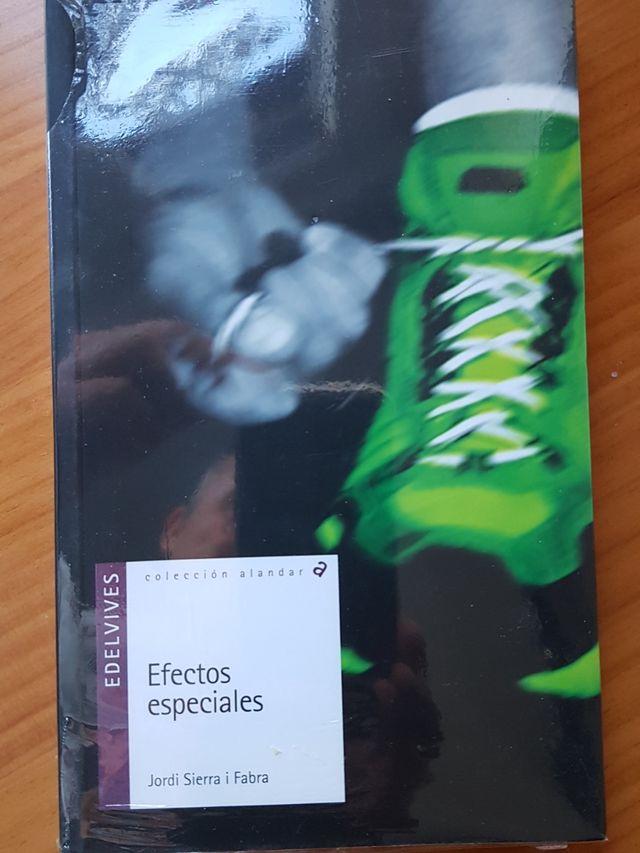 colección alandar a
EDELVIVES
Efectos
especiales
Jordi Sierra i Fabra